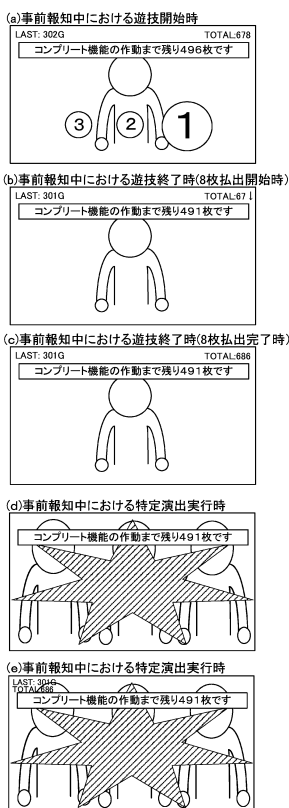 (a)事前報知中における遊技開始時
LAST: 302G TOTAL:678
コンプリート機能の作動まで残り496枚です
③ ② ①
(b)事前報知中における遊技終了時(8枚払出開始時)
LAST: 301G TOTAL:67↓
コンプリート機能の作動まで残り491枚です
(c)事前報知中における遊技終了時(8枚払出完了時)
LAST: 301G TOTAL:686
コンプリート機能の作動まで残り491枚です
(d)事前報知中における特定演出実行時
コンプリート機能の作動まで残り491枚です
(e)事前報知中における特定演出実行時
LAST: 301G
TOTAL:686
コンプリート機能の作動まで残り491枚です